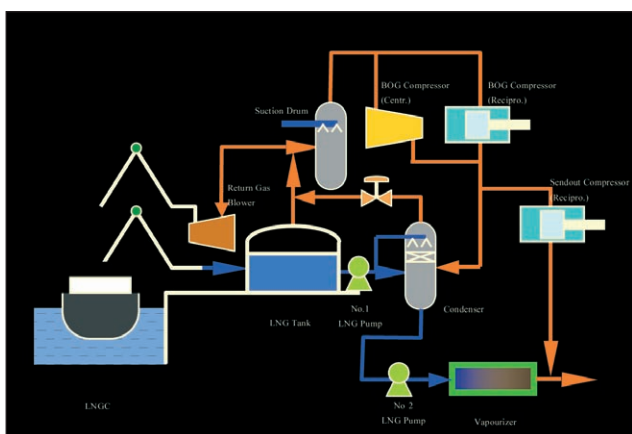 BOG Compressor
(Centr.)
BOG Compressor
(Recipro.)
Suction Drum
Sendout Compressor
(Recipro.)
Return Gas
Blower
LNG Tank
No.1
LNG Pump
Condenser
LNGC
No 2
LNG Pump
Vapourizer